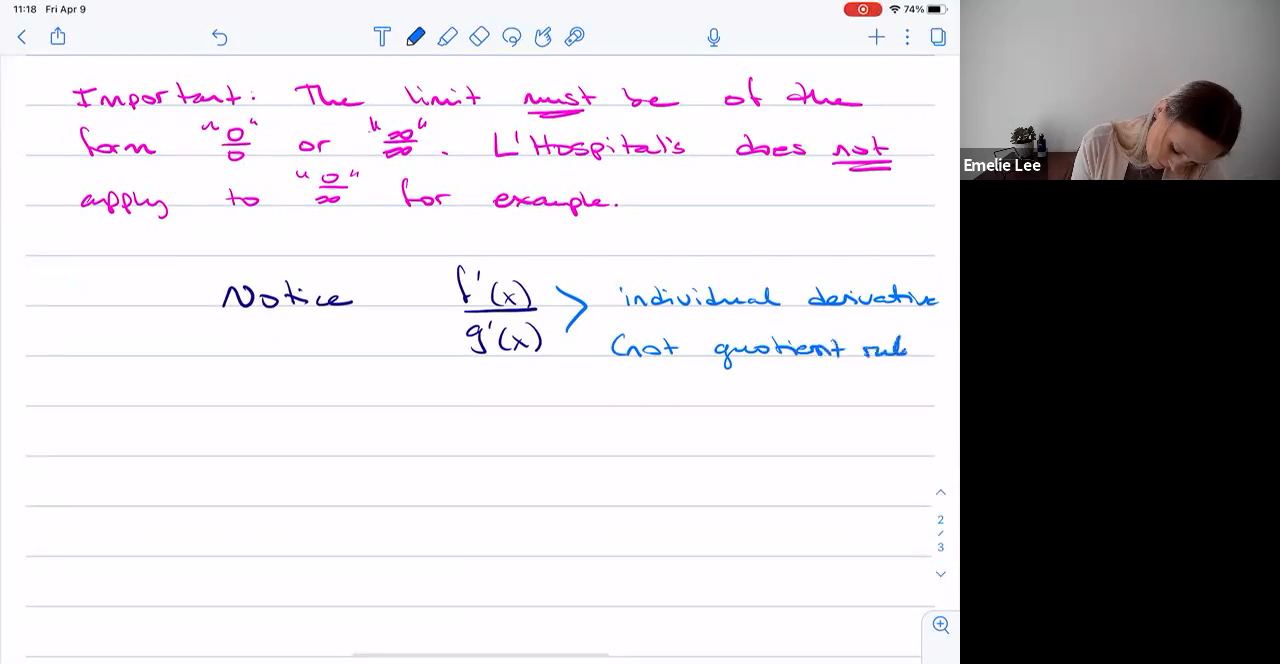 11:18 Fri Apr 9 74%
T
Important: The limit must be of the
form "0/0" or "∞/∞". L'Hospital's does not
apply to "0/∞" for example.
Notice f'(x)/g'(x) > individual derivative
(not quotient rule
2/3
Emelie Lee